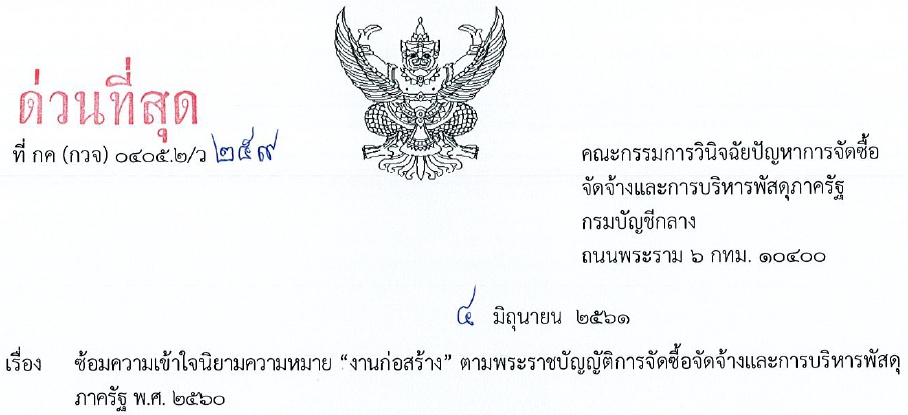 ด่วนที่สุด
ที่ กค (กวจ) ๐๔๐๕.๒/ว ๒๕๙
คณะกรรมการวินิจฉัยปัญหาการจัดซื้อ
จัดจ้างและการบริหารพัสดุภาครัฐ
กรมบัญชีกลาง
ถนนพระราม ๖ กทม. ๑๐๔๐๐
๔ มิถุนายน ๒๕๖๑
เรื่อง ซ้อมความเข้าใจนิยามความหมาย “งานก่อสร้าง” ตามพระราชบัญญัติการจัดซื้อจัดจ้างและการบริหารพัสดุ
ภาครัฐ พ.ศ. ๒๕๖๐